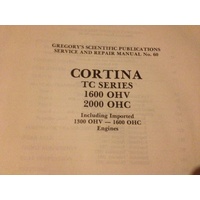 GREGORY'S SCIENTIFIC PUBLICATIONS
SERVICE AND REPAIR MANUAL No. 60
CORTINA
TC SERIES
1600 OHV
2000 OHC
Including Imported
1300 OHV — 1600 OHC
Engines